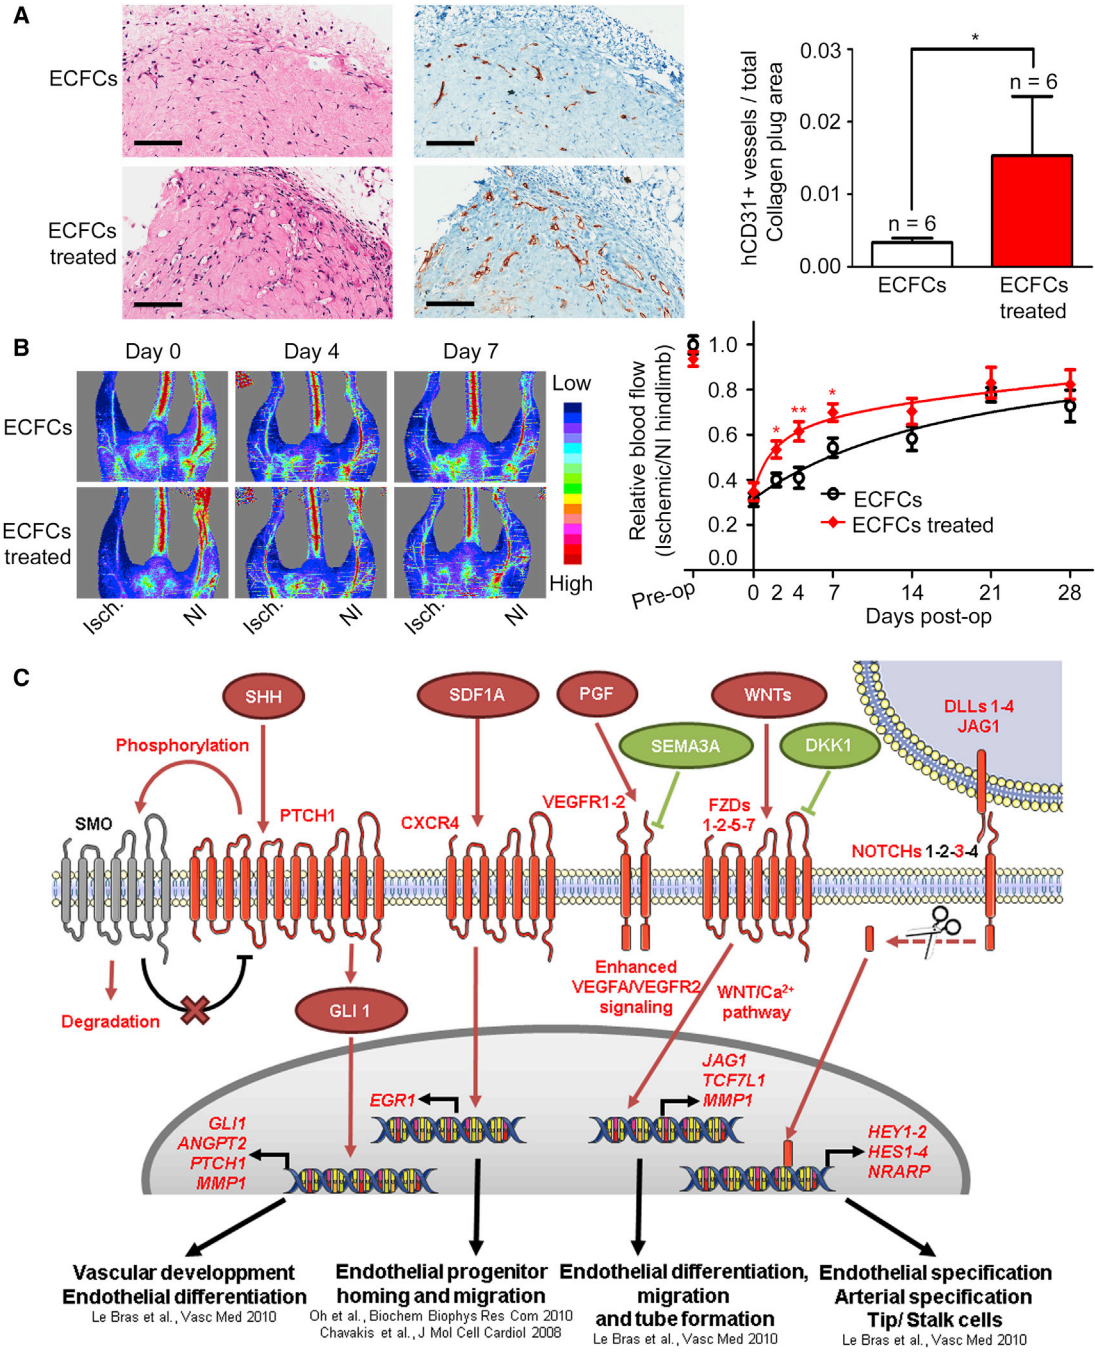 A
ECFCs
ECFCs
treated
hCD31+ vessels / total
Collagen plug area
0.03
0.02
0.01
0.00
*
n = 6
n = 6
ECFCs
ECFCs
treated
B
Day 0
Day 4
Day 7
ECFCs
ECFCs
treated
Isch.
NI
Isch.
NI
Isch.
NI
Low
High
Relative blood flow
(Ischemic/NI hindlimb)
1.0
0.8
0.6
0.4
0.2
0.0
*
**
*
ECFCs
ECFCs treated
Pre-op
0
2
4
7
14
21
28
Days post-op
C
SHH
SDF1A
PGF
WNTs
SEMA3A
DKK1
DLLs 1-4
JAG1
Phosphorylation
SMO
PTCH1
CXCR4
VEGFR1-2
FZDs
1-2-5-7
NOTCHs 1-2-3-4
Degradation
GLI 1
Enhanced
VEGFA/VEGFR2
signaling
WNT/Ca²⁺
pathway
GLI1
ANGPT2
PTCH1
MMP1
EGR1
JAG1
TCF7L1
MMP1
HEY1-2
HES1-4
NRARP
Vascular developpment
Endothelial differentiation
Le Bras et al., Vasc Med 2010
Endothelial progenitor
homing and migration
Oh et al., Biochem Biophys Res Com 2010
Chavakis et al., J Mol Cell Cardiol 2008
Endothelial differentiation,
migration
and tube formation
Le Bras et al., Vasc Med 2010
Endothelial specification
Arterial specification
Tip/ Stalk cells
Le Bras et al., Vasc Med 2010